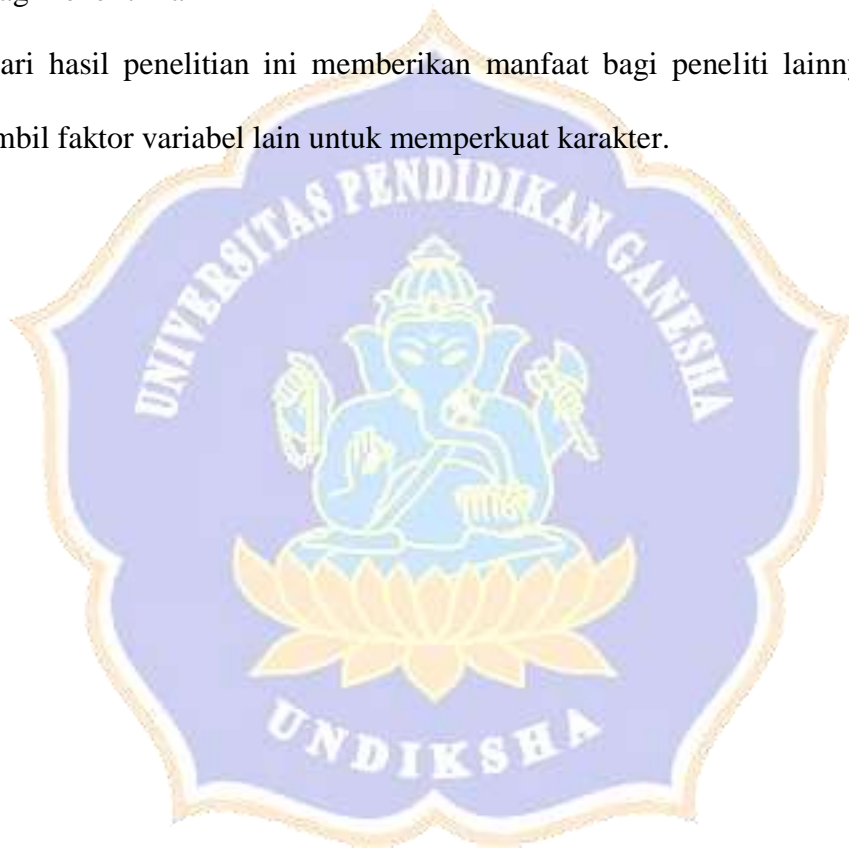 ari hasil penelitian ini memberikan manfaat bagi peneliti lainn
mbil faktor variabel lain untuk memperkuat karakter.
UNIVERSITAS PENDIDIKAN GANESHA
UNDIKSHA